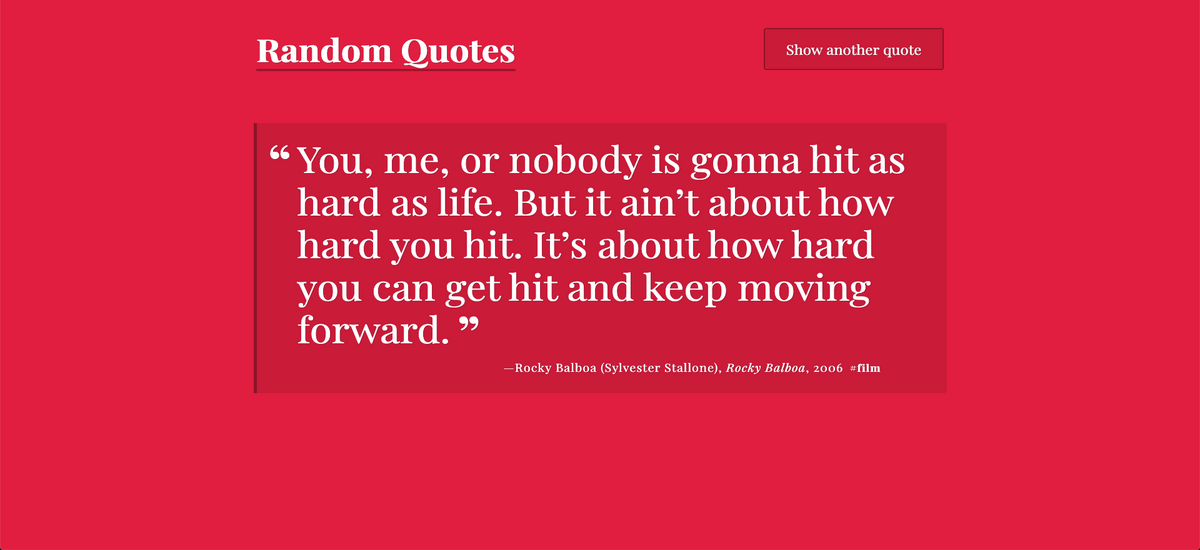 Random Quotes
Show another quote
“ You, me, or nobody is gonna hit as
hard as life. But it ain’t about how
hard you hit. It’s about how hard
you can get hit and keep moving
forward. ”
—Rocky Balboa (Sylvester Stallone), Rocky Balboa, 2006 #film